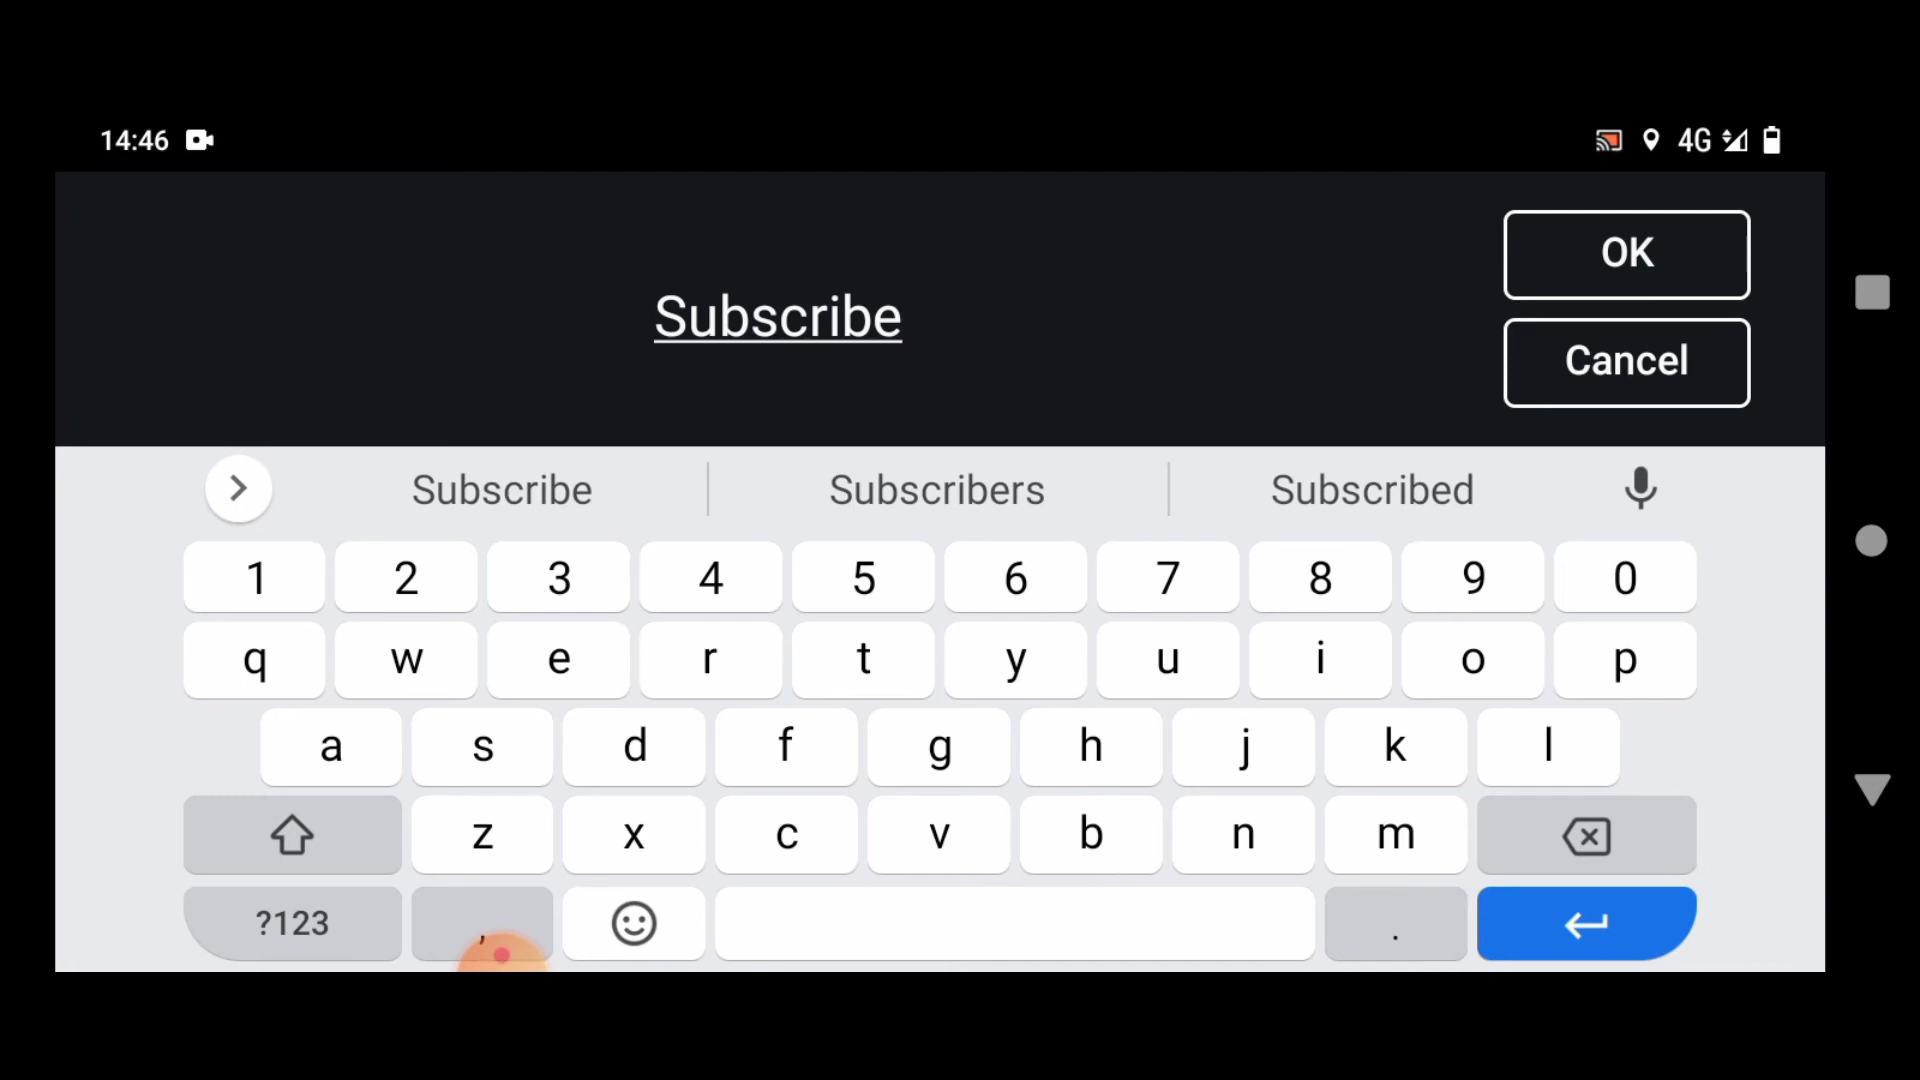 14:46 4G
OK
Subscribe
Cancel
Subscribe Subscribers Subscribed
1 2 3 4 5 6 7 8 9 0
q w e r t y u i o p
a s d f g h j k l
z x c v b n m
?123 , .